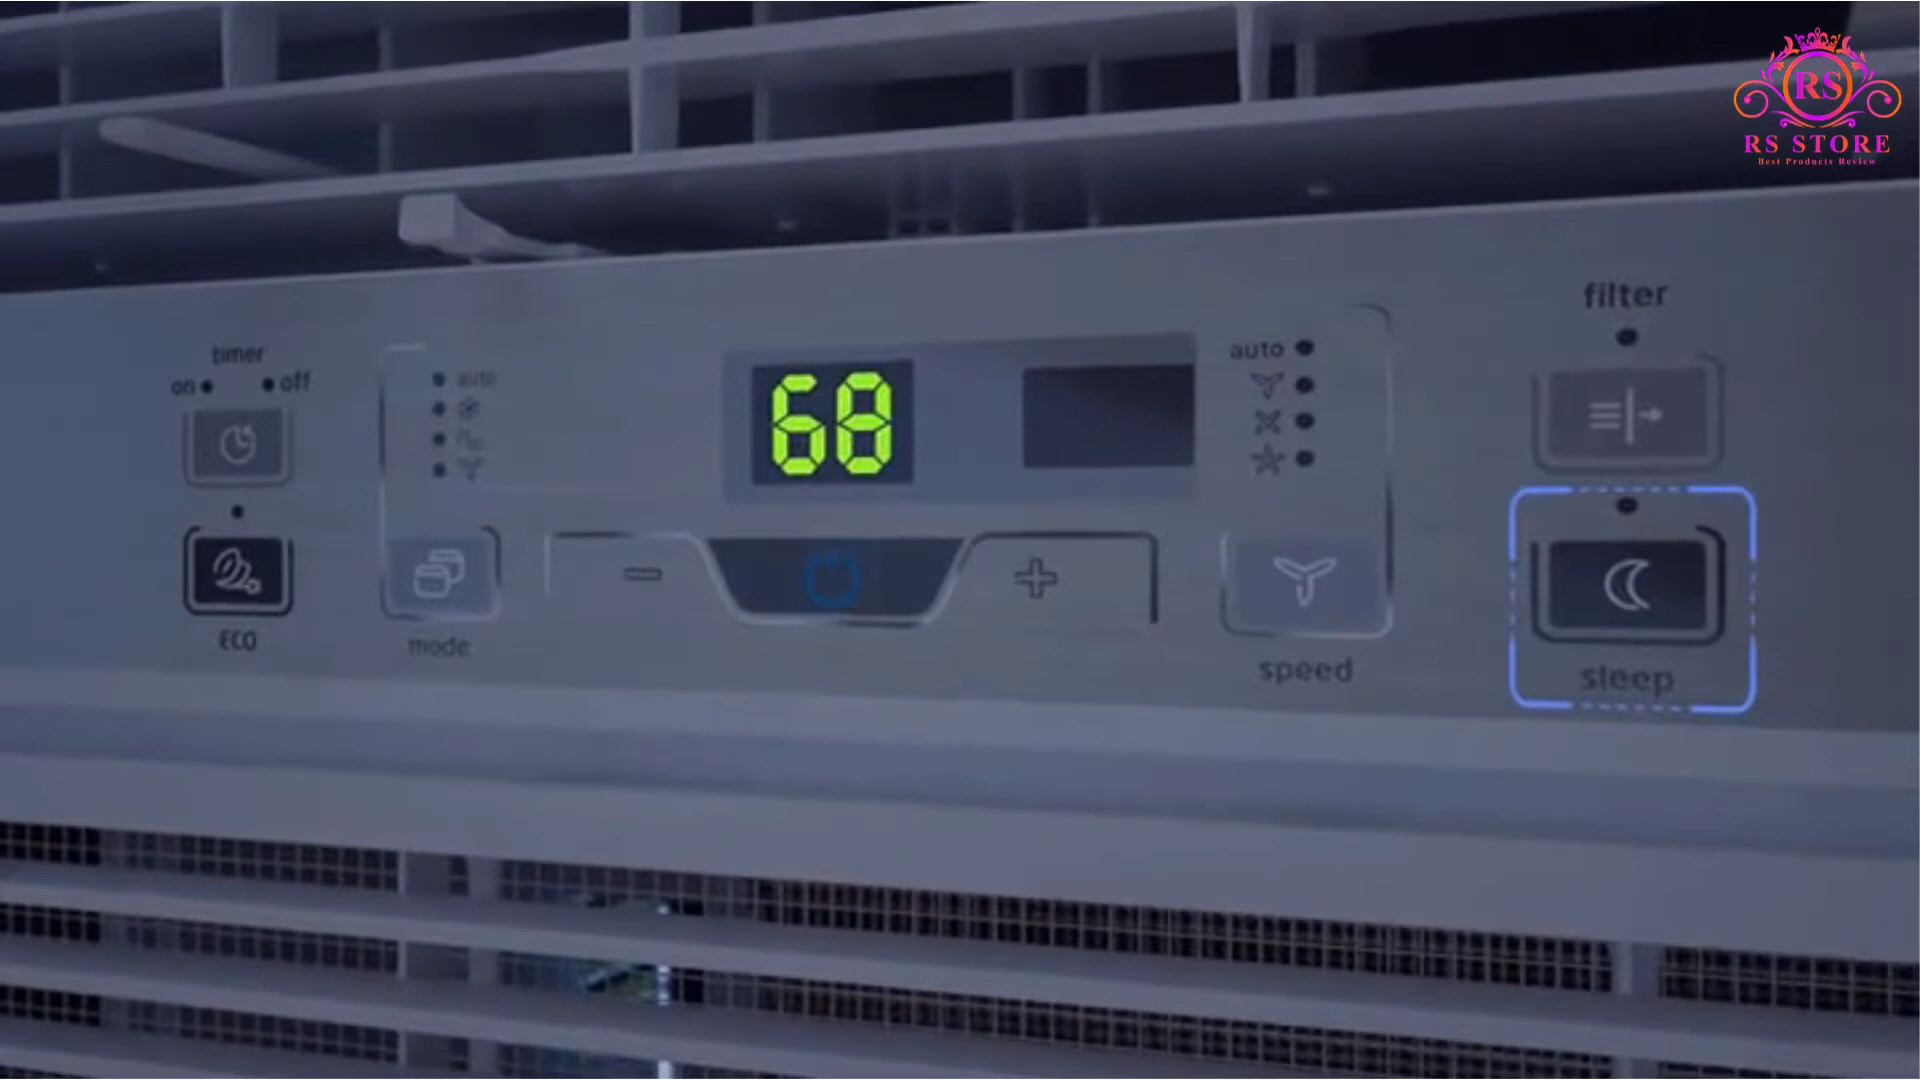 RS
RS STORE
Best Products Review
filter
timer
on off
auto
68
auto
ECO
mode
speed
sleep